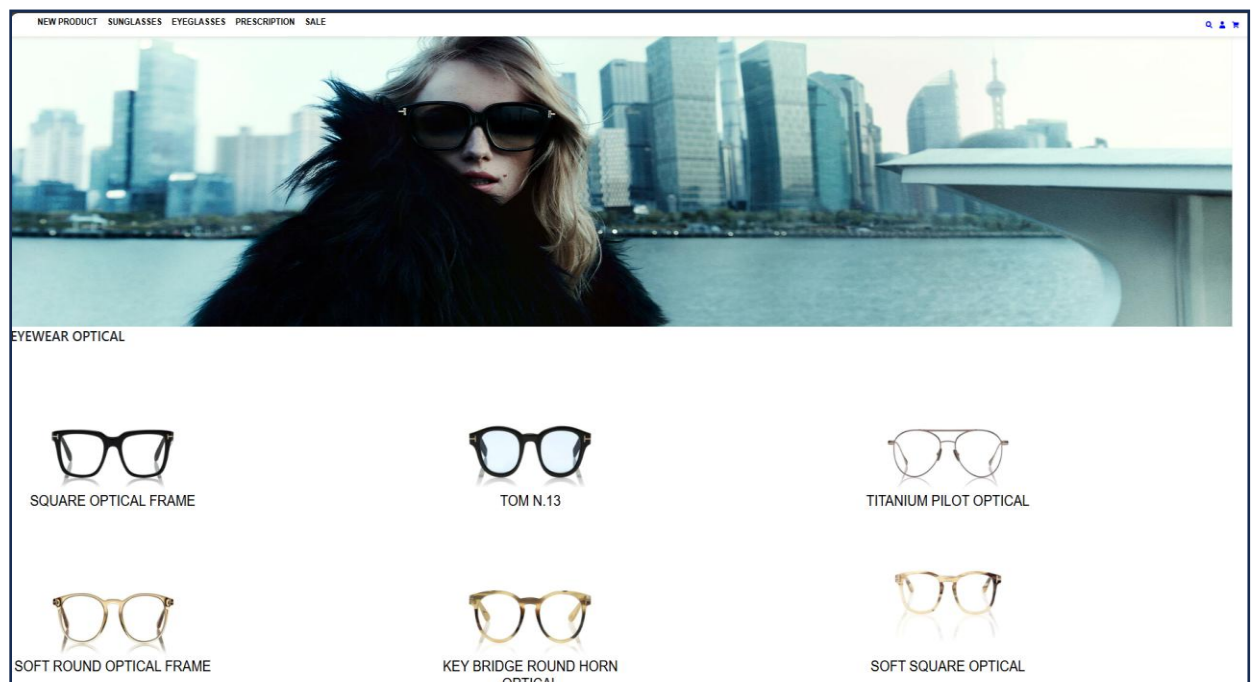 NEW PRODUCT SUNGLASSES EYEGLASSES PRESCRIPTION SALE
EYEWEAR OPTICAL
SQUARE OPTICAL FRAME
TOM N.13
TITANIUM PILOT OPTICAL
SOFT ROUND OPTICAL FRAME
KEY BRIDGE ROUND HORN
OPTICAL
SOFT SQUARE OPTICAL